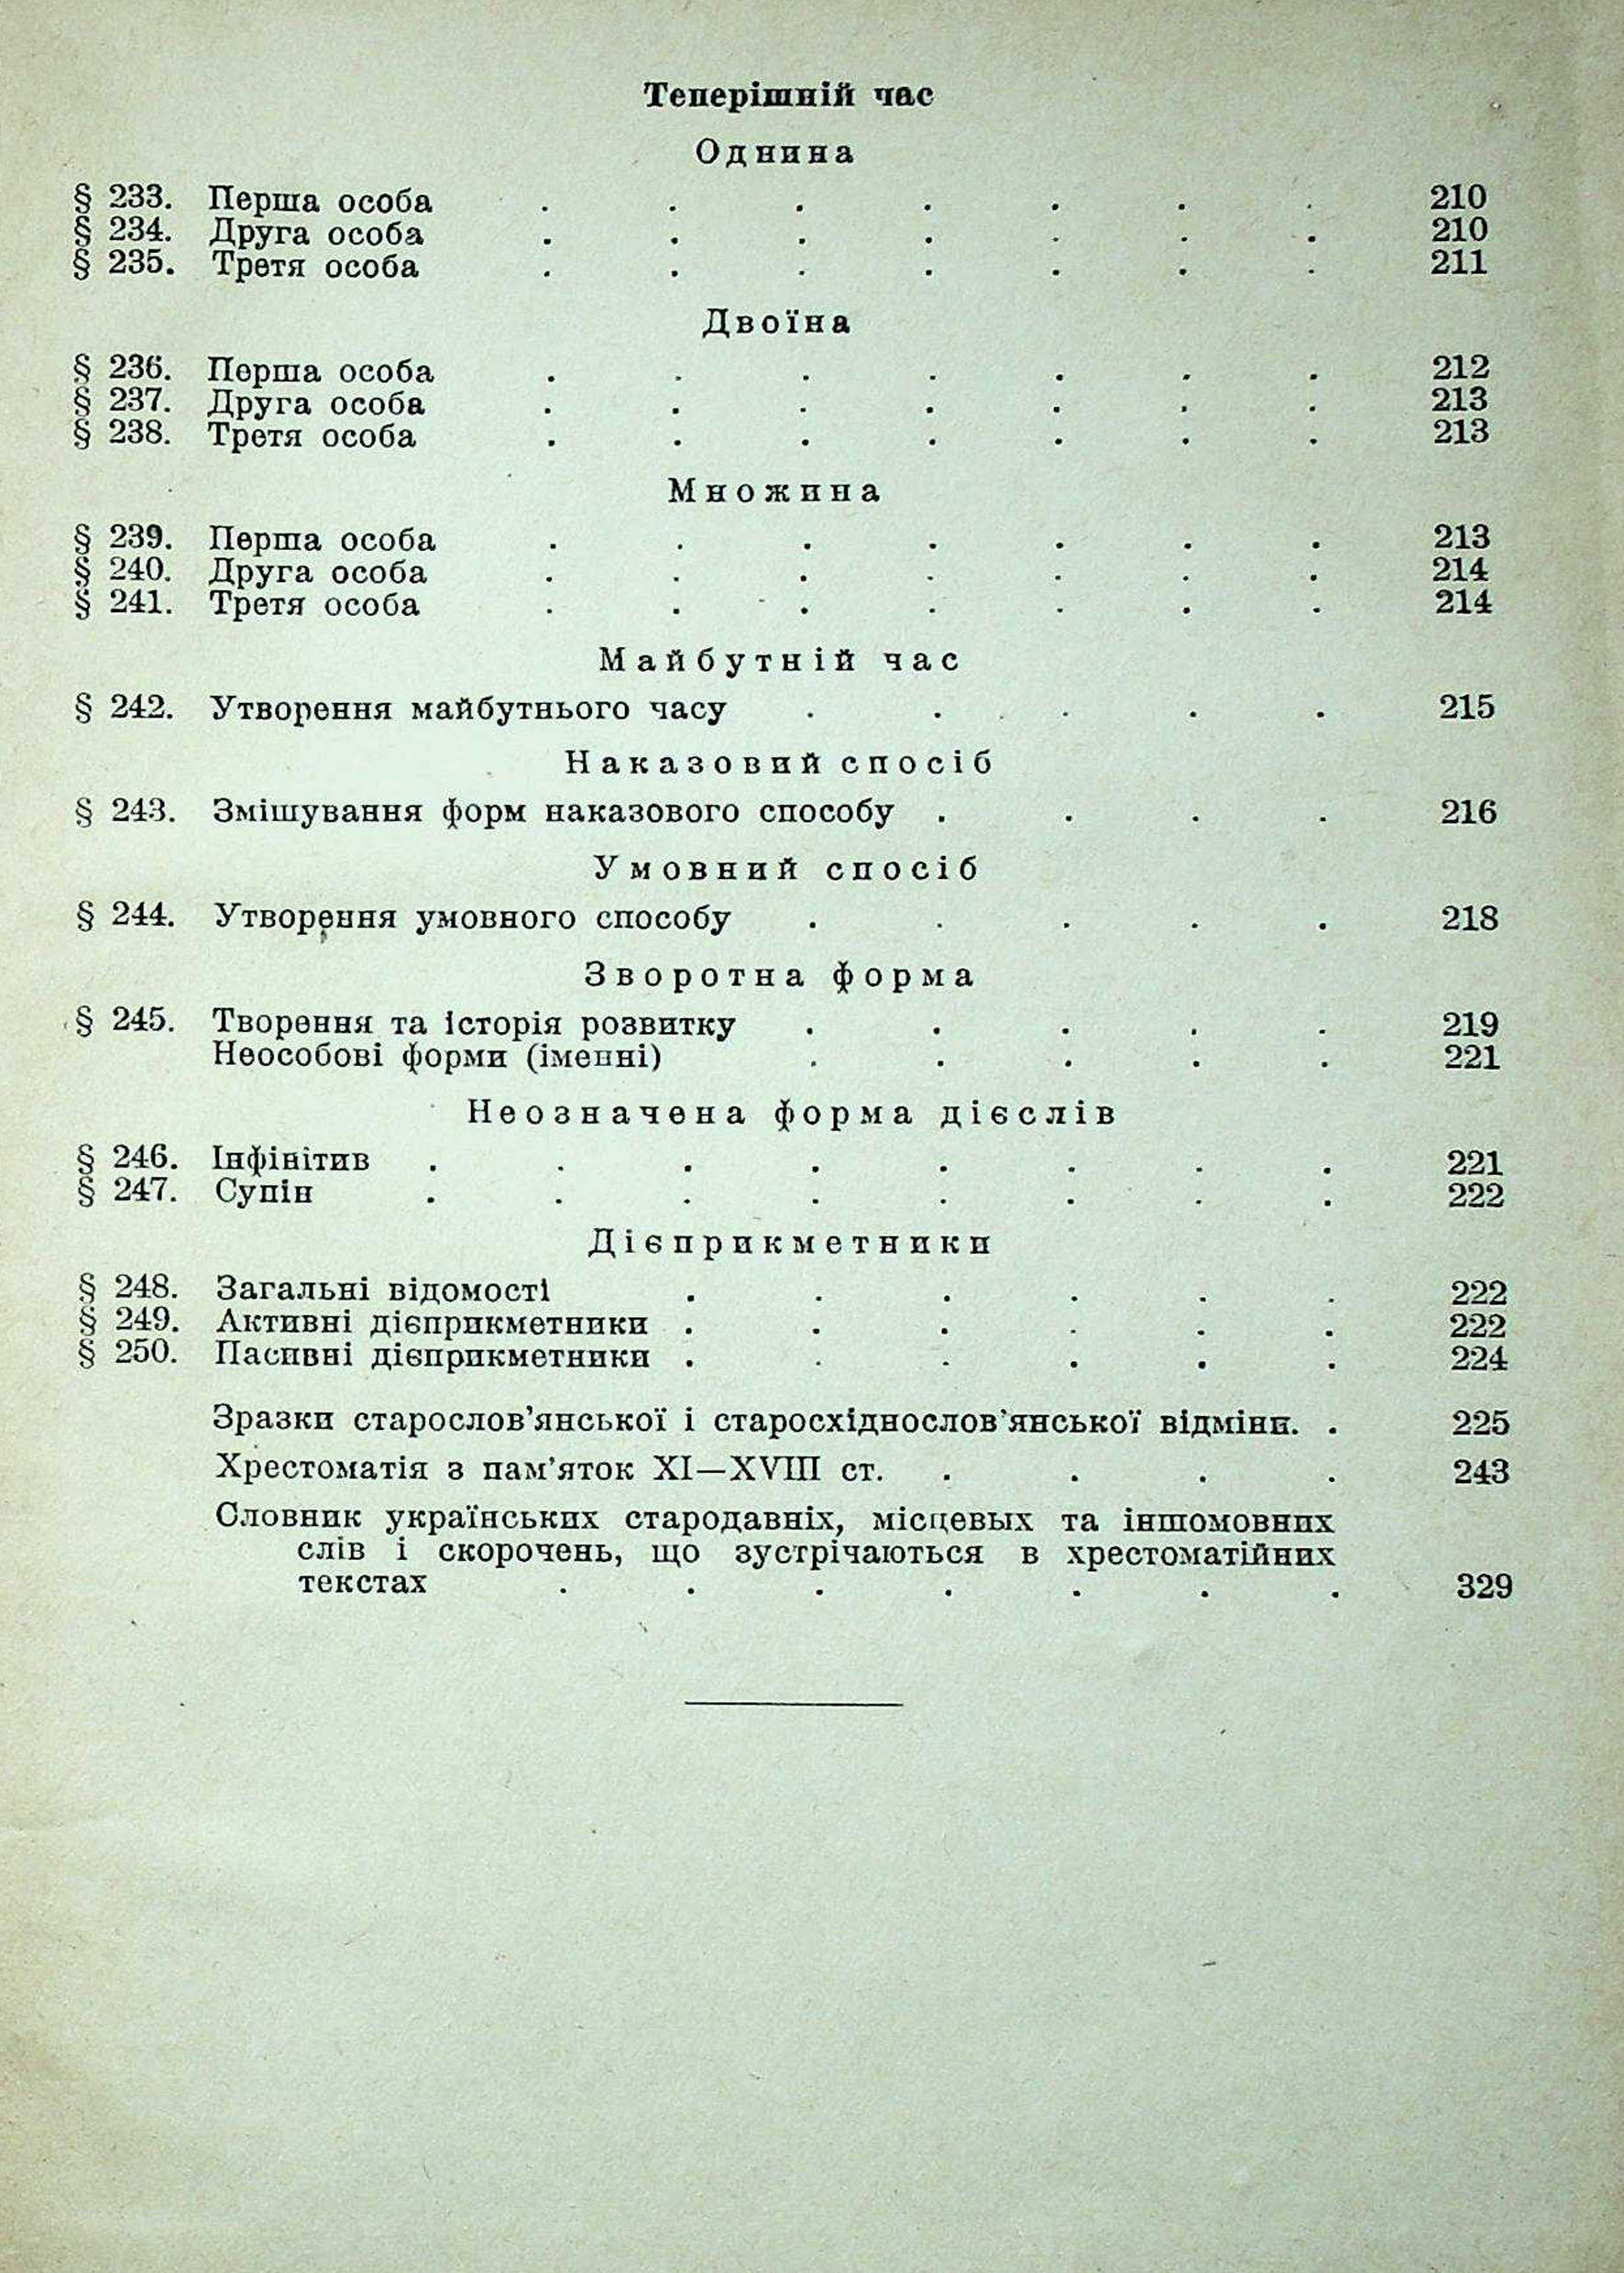 Теперішній час
Однина
§ 233. Перша особа . . . . . . . 210
§ 234. Друга особа . . . . . . . 210
§ 235. Третя особа . . . . . . . 211
Двоїна
§ 236. Перша особа . . . . . . . 212
§ 237. Друга особа . . . . . . . 213
§ 238. Третя особа . . . . . . . 213
Множина
§ 239. Перша особа . . . . . . . 213
§ 240. Друга особа . . . . . . . 214
§ 241. Третя особа . . . . . . . 214
Майбутній час
§ 242. Утворення майбутнього часу . . . . . 215
Наказовий спосіб
§ 243. Змішування форм наказового способу . . . . 216
Умовний спосіб
§ 244. Утворення умовного способу . . . . . 218
Зворотна форма
§ 245. Творення та історія розвитку . . . . . 219
Неособові форми (іменні) . . . . . 221
Неозначена форма дієслів
§ 246. Інфінітив . . . . . . . . 221
§ 247. Супін . . . . . . . . 222
Дієприкметники
§ 248. Загальні відомості . . . . . . 222
§ 249. Активні дієприкметники . . . . . . 222
§ 250. Пасивні дієприкметники . . . . . . 224
Зразки старослов’янської і старосхіднослов’янської відмінн. . 225
Хрестоматія з пам’яток XI—XVIII ст. . . . . 243
Словник українських стародавніх, місцевых та іншомовних
слів і скорочень, що зустрічаються в хрестоматійних
текстах . . . . . . . 329